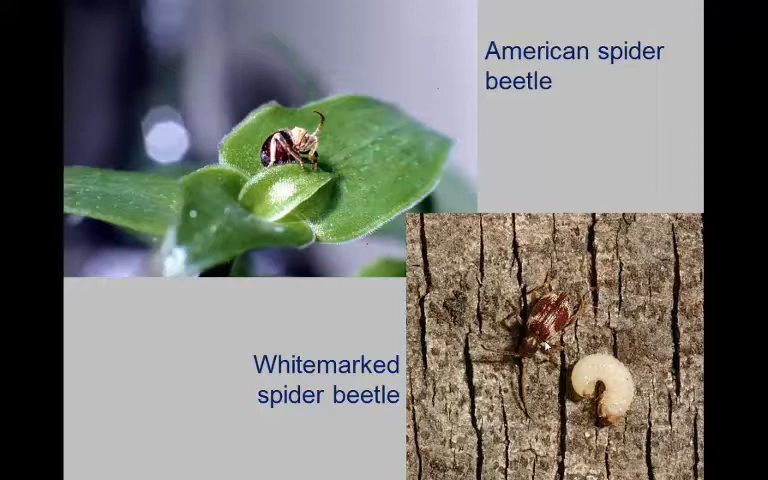 American spider
beetle
Whitemarked
spider beetle